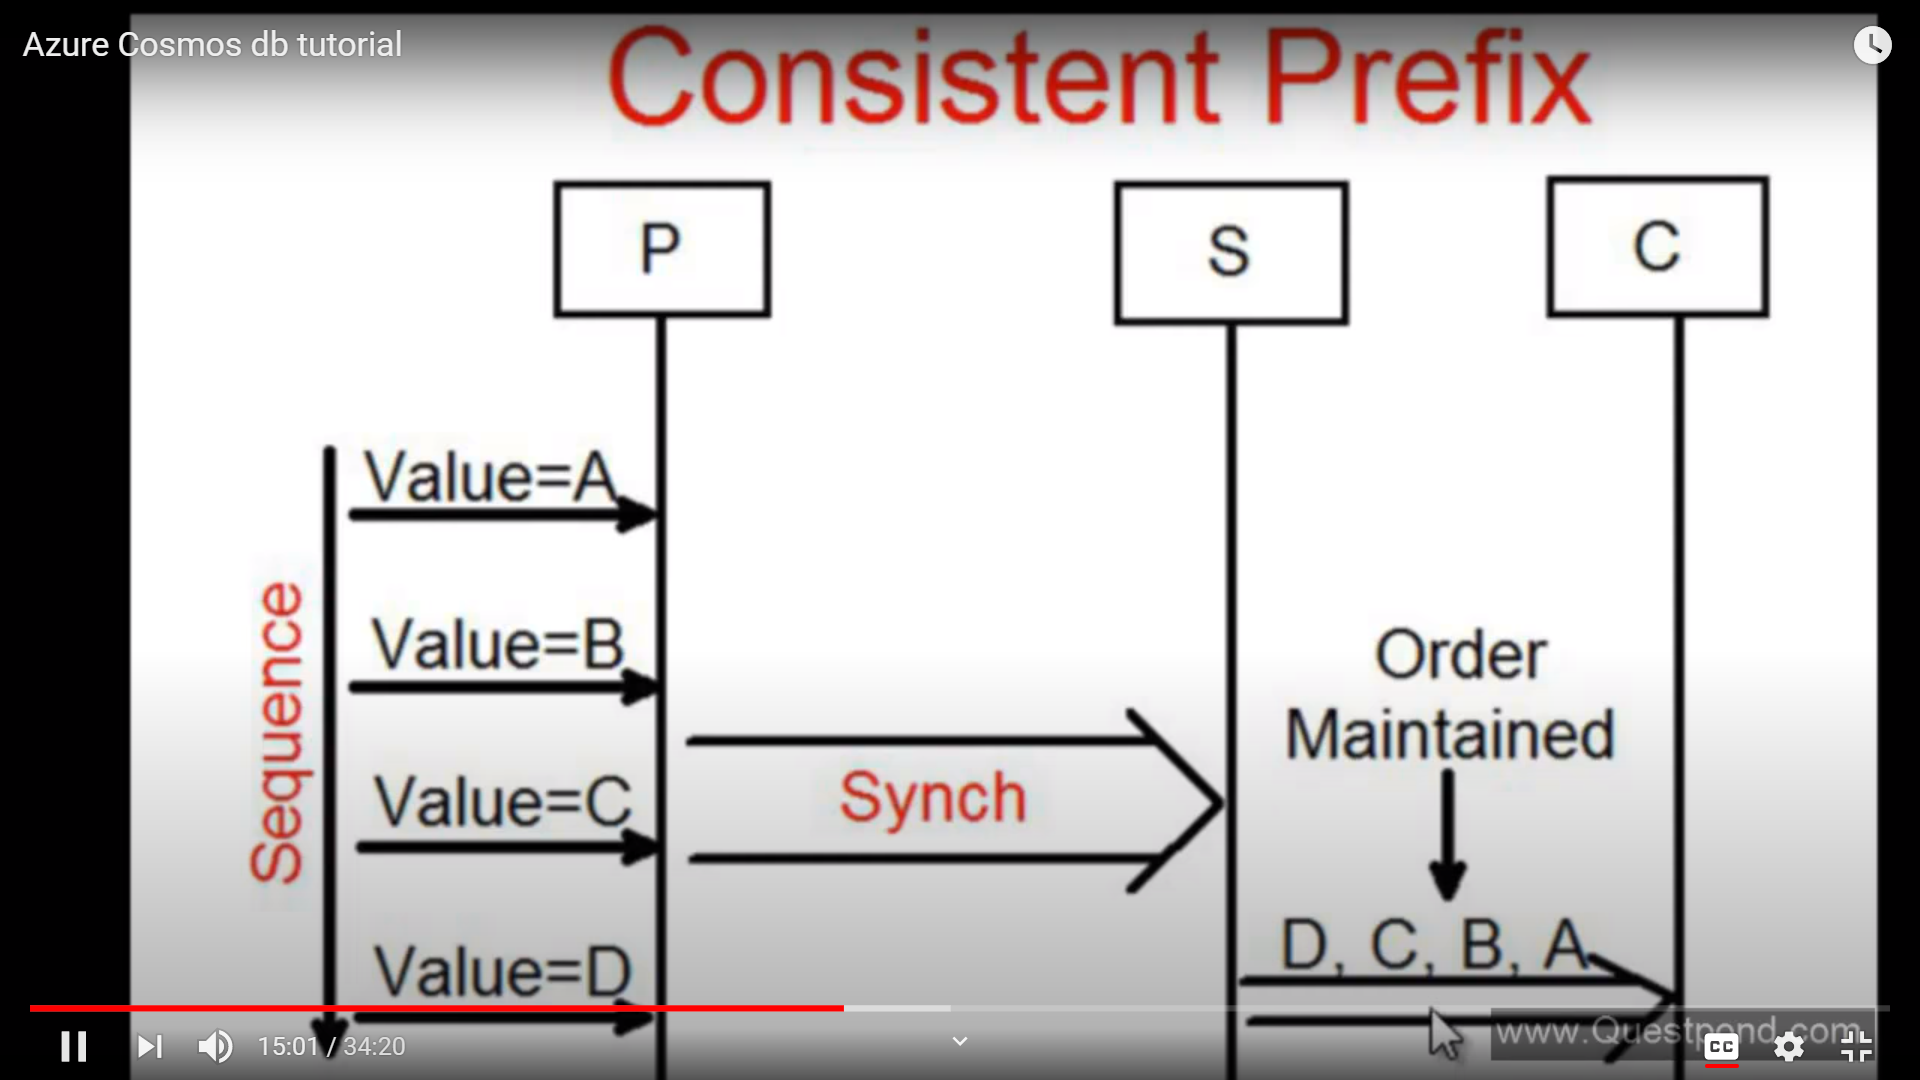 Azure Cosmos db tutorial
Consistent Prefix
P
S
C
Sequence
Value=A
Value=B
Value=C
Value=D
Synch
Order
Maintained
D, C, B, A
www.Questpond.com
15:01 / 34:20
CC